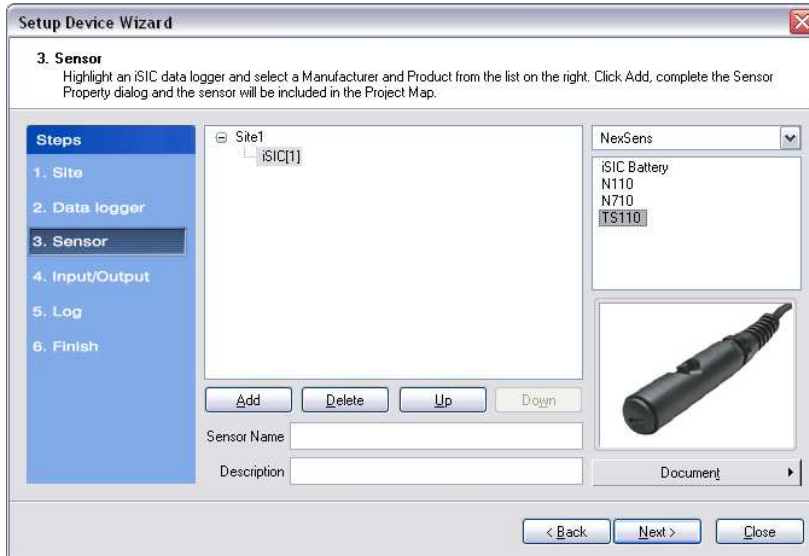 Setup Device Wizard
3. Sensor
Highlight an iSIC data logger and select a Manufacturer and Product from the list on the right. Click Add, complete the Sensor
Property dialog and the sensor will be included in the Project Map.
Steps
1. Site
2. Data logger
3. Sensor
4. Input/Output
5. Log
6. Finish
Site1
iSIC[1]
NexSens
iSIC Battery
N110
N710
TS110
Add
Delete
Up
Down
Sensor Name
Description
Document
< Back
Next >
Close